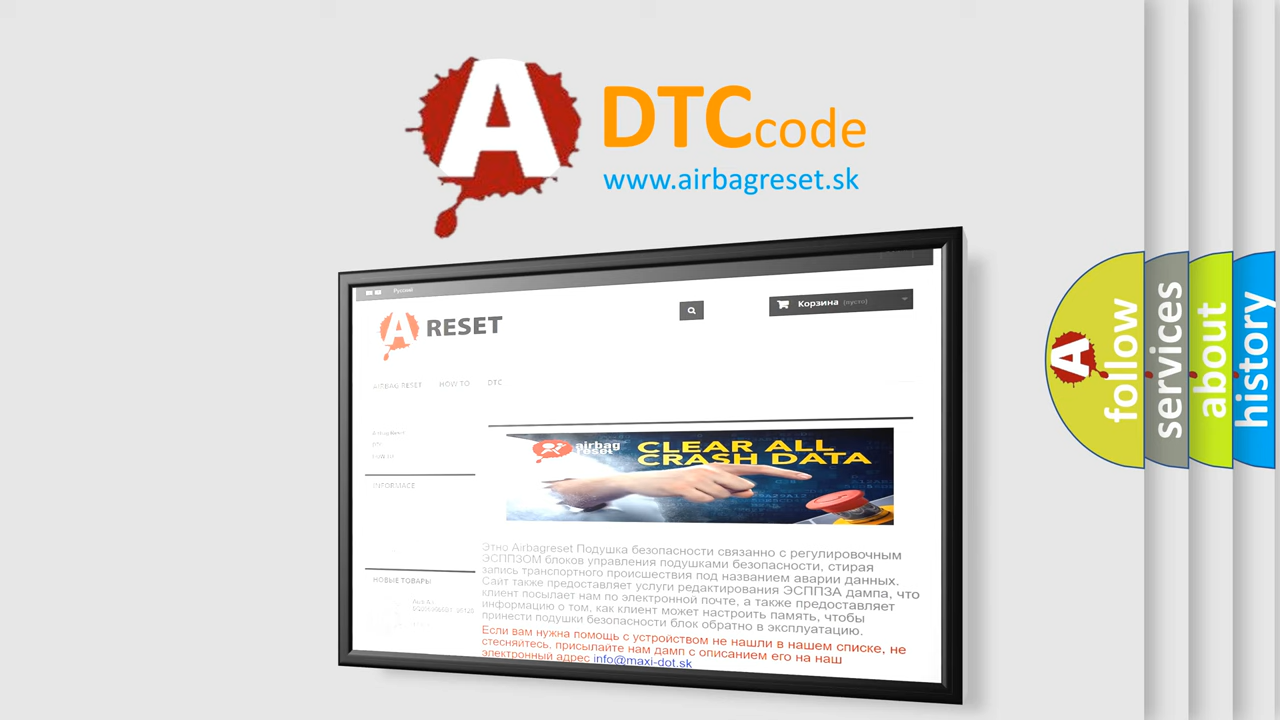 A
DTC code
www.airbagreset.sk
Русский
A RESET
Корзина (пусто)
AIRBAG RESET HOW TO DTC
INFORMACE
airbag
reset
CLEAR ALL
CRASH DATA
Этно Airbagreset Подушка безопасности связанно с регулировочным
ЭСППЗОМ блоков управления подушками безопасности, стирая
запись транспортного происшествия под названием аварии данных.
Сайт также предоставляет услуги редактирования ЭСППЗА дампа, что
клиент посылает нам по электронной почте, а также предоставляет
информацию о том, как клиент может настроить память, чтобы
принести подушки безопасности блок обратно в эксплуатацию.
Если вам нужна помощь с устройством не нашли в нашем списке, не
стесняйтесь, присылайте нам дамп с описанием его на наш
электронный адрес info@maxi-dot.sk
НОВЫЕ ТОВАРЫ
A
follow
services
about
history